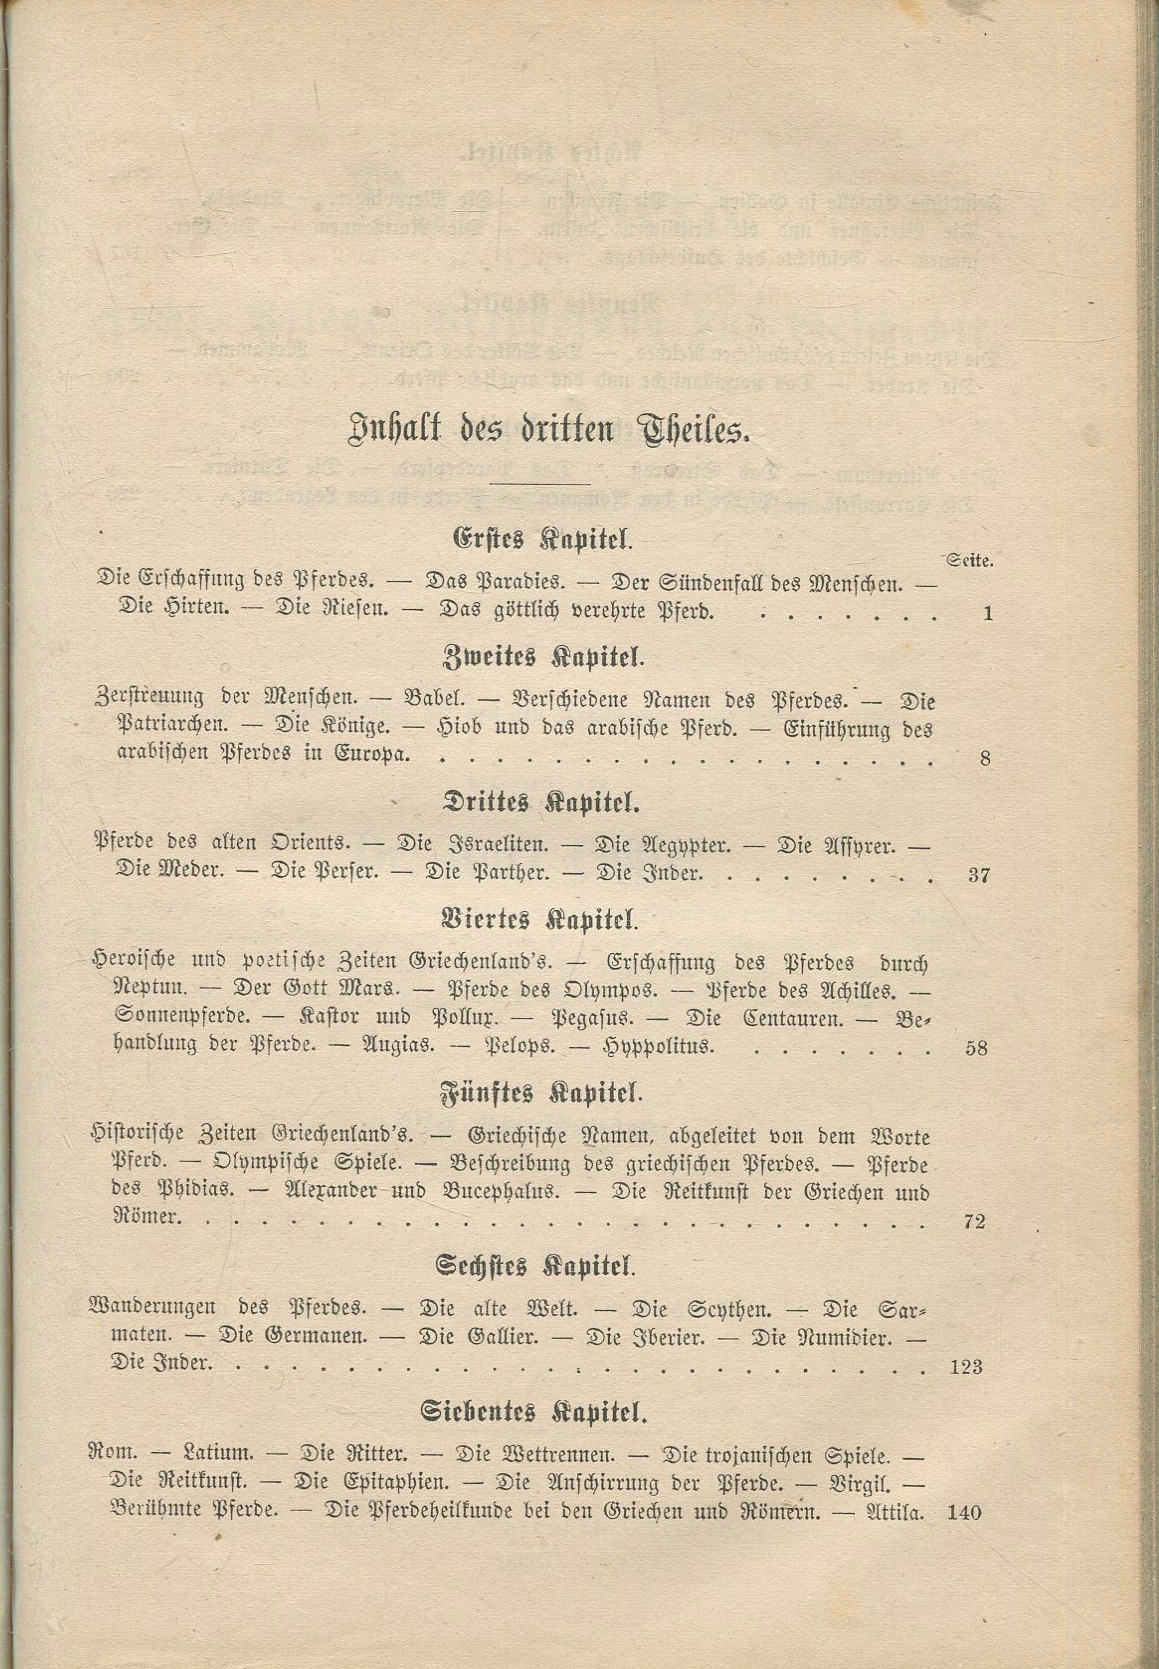 Inhalt des dritten Theiles.
Erstes Kapitel.
Seite.
Die Erschaffung des Pferdes. — Das Paradies. — Der Sündenfall des Menschen. —
Die Hirten. — Die Riesen. — Das göttlich verehrte Pferd. . . . . . . . 1
Zweites Kapitel.
Zerstreuung der Menschen. — Babel. — Verschiedene Namen des Pferdes. — Die
Patriarchen. — Die Könige. — Hiob und das arabische Pferd. — Einführung des
arabischen Pferdes in Europa. . . . . . . . . . . . . . . . . . . 8
Drittes Kapitel.
Pferde des alten Orients. — Die Israeliten. — Die Aegypter. — Die Assyrer. —
Die Meder. — Die Perser. — Die Parther. — Die Inder. . . . . . . . . 37
Viertes Kapitel.
Heroische und poetische Zeiten Griechenland's. — Erschaffung des Pferdes durch
Neptun. — Der Gott Mars. — Pferde des Olympos. — Pferde des Achilles. —
Sonnenpferde. — Kastor und Pollux. — Pegasus. — Die Centauren. — Be-
handlung der Pferde. — Augias. — Pelops. — Hyppolitus. . . . . . . . 58
Fünftes Kapitel.
Historische Zeiten Griechenland's. — Griechische Namen, abgeleitet von dem Worte
Pferd. — Olympische Spiele. — Beschreibung des griechischen Pferdes. — Pferde
des Phidias. — Alexander und Bucephalus. — Die Reitkunst der Griechen und
Römer. . . . . . . . . . . . . . . . . . . . . . . . . . . 72
Sechstes Kapitel.
Wanderungen des Pferdes. — Die alte Welt. — Die Scythen. — Die Sar-
maten. — Die Germanen. — Die Gallier. — Die Iberier. — Die Numidier. —
Die Inder. . . . . . . . . . . . . . . . . . . . . . . . . . 123
Siebentes Kapitel.
Rom. — Latium. — Die Ritter. — Die Wettrennen. — Die trojanischen Spiele. —
Die Reitkunst. — Die Epitaphien. — Die Anschirrung der Pferde. — Virgil. —
Berühmte Pferde. — Die Pferdeheilkunde bei den Griechen und Römern. — Attila. 140